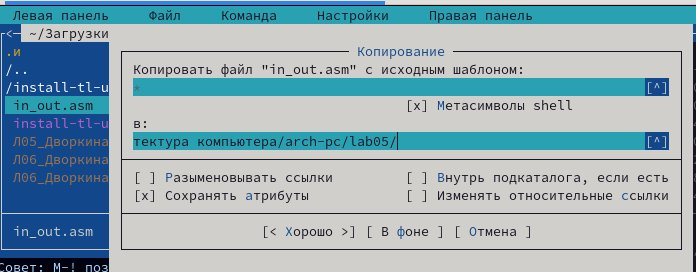 Левая панель Файл Команда Настройки Правая панель
<─ ~/Загрузки
.и
/..
/install-tl-u
in_out.asm
install-tl-u
Л05_Дворкина
Л06_Дворкина
Л06_Дворкина
in_out.asm
Совет: M-! поз
Копирование
Копировать файл "in_out.asm" с исходным шаблоном:
* [^]
[x] Метасимволы shell
в:
тектура компьютера/arch-pc/lab05/ [^]
[ ] Разыменовывать ссылки [ ] Внутрь подкаталога, если есть
[x] Сохранять атрибуты [ ] Изменять относительные ссылки
[< Хорошо >] [ В фоне ] [ Отмена ]